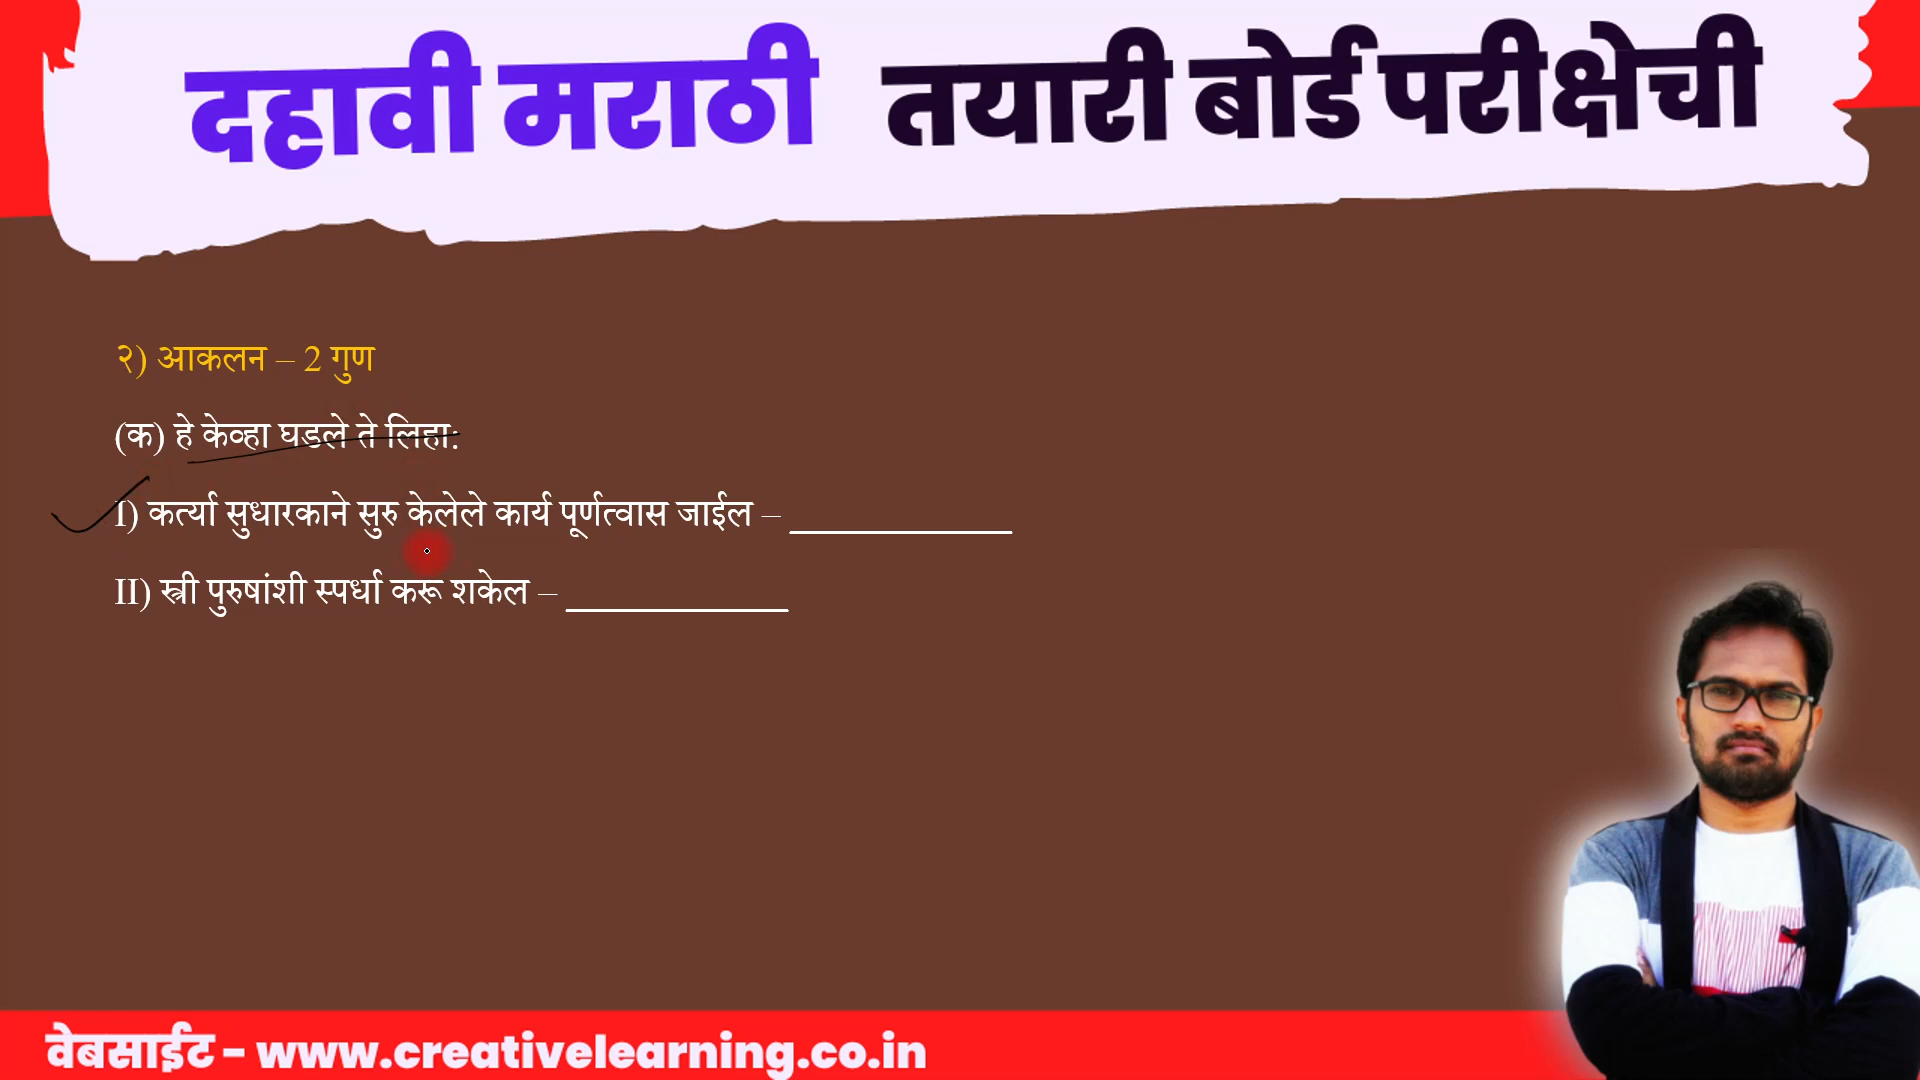 दहावी मराठी तयारी बोर्ड परीक्षेची
२) आकलन – 2 गुण
(क) हे केव्हा घडले ते लिहा:
I) कर्त्या सुधारकाने सुरु केलेले कार्य पूर्णत्वास जाईल – ____________
II) स्त्री पुरुषांशी स्पर्धा करू शकेल – ____________
वेबसाईट - www.creativelearning.co.in